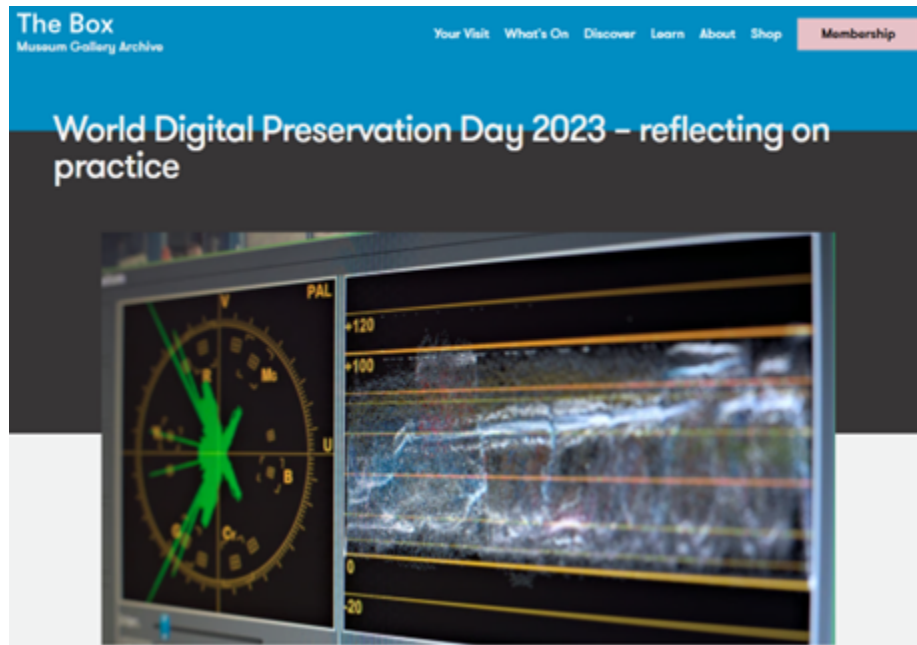 The Box
Museum Gallery Archive
Your Visit What's On Discover Learn About Shop Membership
World Digital Preservation Day 2023 – reflecting on
practice
V
PAL
+120
R
Mg
+100
U
B
G
Cy
0
-20